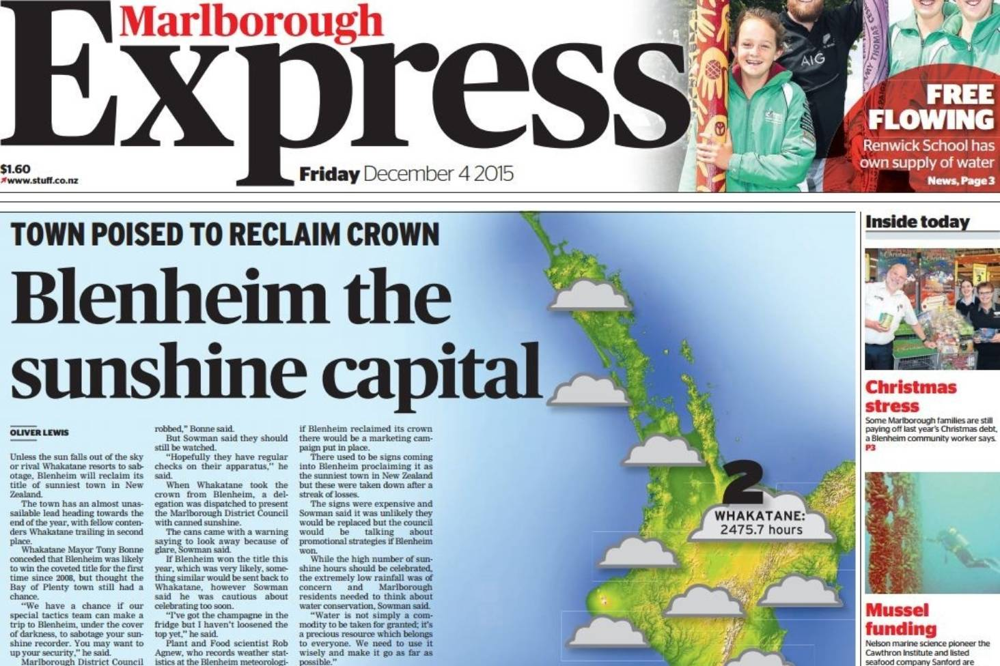 Marlborough
Express
$1.60
www.stuff.co.nz
Friday December 4 2015
AIG
FREE
FLOWING
Renwick School has
own supply of water
News, Page 3
TOWN POISED TO RECLAIM CROWN
Blenheim the
sunshine capital
OLIVER LEWIS
Unless the sun falls out of the sky
or rival Whakatane resorts to sab-
otage, Blenheim will reclaim its
title of sunniest town in New
Zealand.
The town has an almost unas-
sailable lead heading towards the
end of the year, with fellow conten-
ders Whakatane trailing in second
place.
Whakatane Mayor Tony Bonne
conceded that Blenheim was likely
to win the coveted title for the first
time since 2008, but thought the
Bay of Plenty town still had a
chance.
“We have a chance if our
special tactics team can make a
trip to Blenheim, under the cover
of darkness, to sabotage your sun-
shine recorder. You may want to
up your security,” he said.
Marlborough District Council
robbed,” Bonne said.
But Sowman said they should
still be watched.
“Hopefully they have regular
checks on their apparatus,” he
said.
When Whakatane took the
crown from Blenheim, a del-
egation was dispatched to present
the Marlborough District Council
with canned sunshine.
The cans came with a warning
saying to look away because of
glare, Sowman said.
If Blenheim won the title this
year, which was very likely, some-
thing similar would be sent back to
Whakatane, however Sowman
said he was cautious about
celebrating too soon.
“I’ve got the champagne in the
fridge but I haven’t loosened the
top yet,” he said.
Plant and Food scientist Rob
Agnew, who records weather stat-
istics at the Blenheim meteorologi-
if Blenheim reclaimed its crown
there would be a marketing cam-
paign put in place.
There used to be signs coming
into Blenheim proclaiming it as
the sunniest town in New Zealand
but these were taken down after a
streak of losses.
The signs were expensive and
Sowman said it was unlikely they
would be replaced but the council
would be talking about
promotional strategies if Blenheim
won.
While the high number of sun-
shine hours should be celebrated,
the extremely low rainfall was of
concern and Marlborough
residents needed to think about
water conservation, Sowman said.
“Water is not simply a com-
modity to be taken for granted; it’s
a precious resource which belongs
to everyone. We need to use it
wisely and make it go as far as
possible.”
2
WHAKATANE:
2475.7 hours
Inside today
Christmas
stress
Some Marlborough families are still
paying off last year’s Christmas debt,
a Blenheim community worker says.
P3
Mussel
funding
Nelson marine science pioneer the
Cawthron Institute and listed
seafood company Sanford are